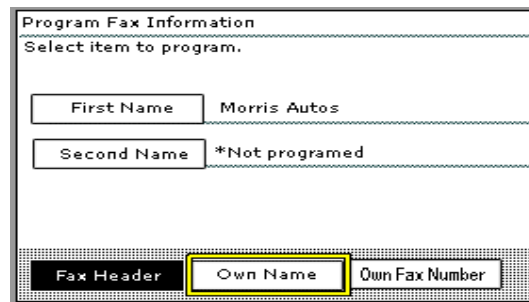 Program Fax Information
Select item to program.
First Name Morris Autos
Second Name *Not programed
Fax Header Own Name Own Fax Number